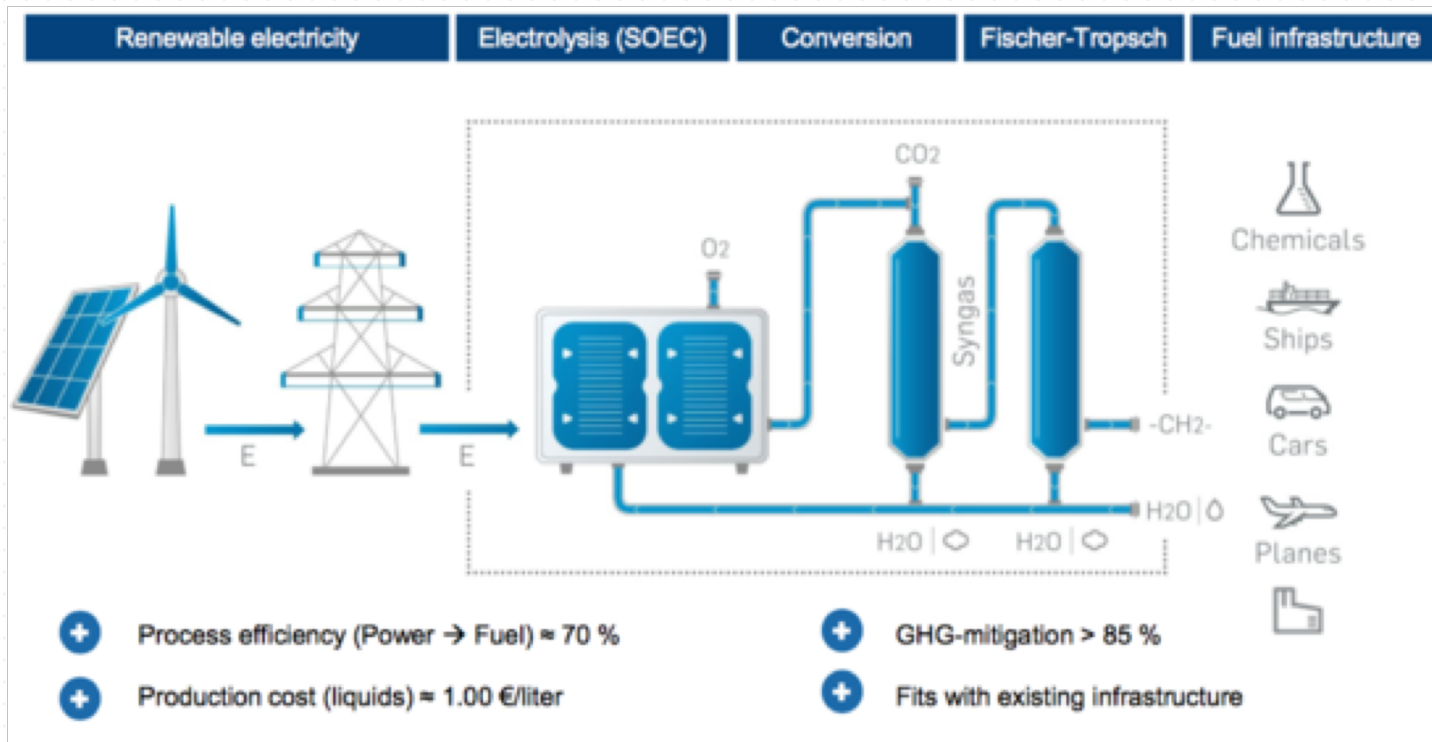 Renewable electricity
Electrolysis (SOEC)
Conversion
Fischer-Tropsch
Fuel infrastructure
CO2
O2
Syngas
E
E
-CH2-
H2O
H2O
H2O
Chemicals
Ships
Cars
Planes
Process efficiency (Power → Fuel) ≈ 70 %
GHG-mitigation > 85 %
Production cost (liquids) ≈ 1.00 €/liter
Fits with existing infrastructure